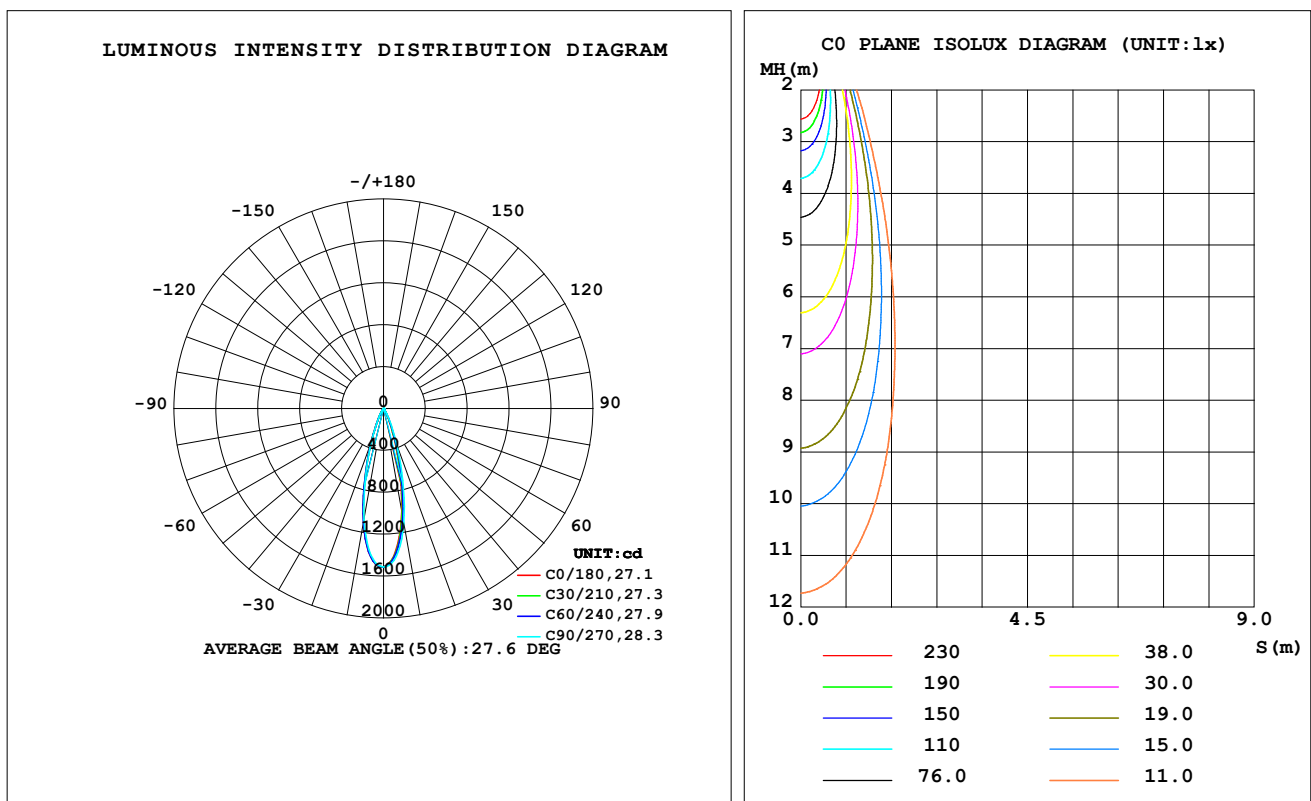 LUMINOUS INTENSITY DISTRIBUTION DIAGRAM
-/+180
-150 150
-120 120
-90 90
-60 60
-30 30
0
0
400
800
1200
1600
2000
UNIT:cd
C0/180,27.1
C30/210,27.3
C60/240,27.9
C90/270,28.3
AVERAGE BEAM ANGLE(50%):27.6 DEG
C0 PLANE ISOLUX DIAGRAM (UNIT:lx)
MH(m)
2
3
4
5
6
7
8
9
10
11
12
0.0 4.5 9.0
S(m)
230 38.0
190 30.0
150 19.0
110 15.0
76.0 11.0